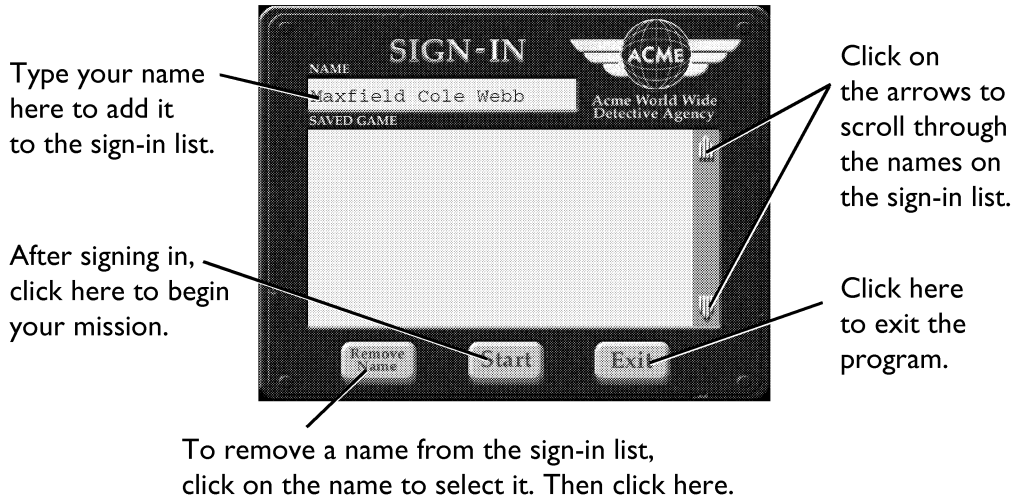 SIGN-IN
ACME
NAME
Maxfield Cole Webb
Acme World Wide
Detective Agency
SAVED GAME
Remove
Name
Start
Exit
Type your name
here to add it
to the sign-in list.
After signing in,
click here to begin
your mission.
Click on
the arrows to
scroll through
the names on
the sign-in list.
Click here
to exit the
program.
To remove a name from the sign-in list,
click on the name to select it. Then click here.